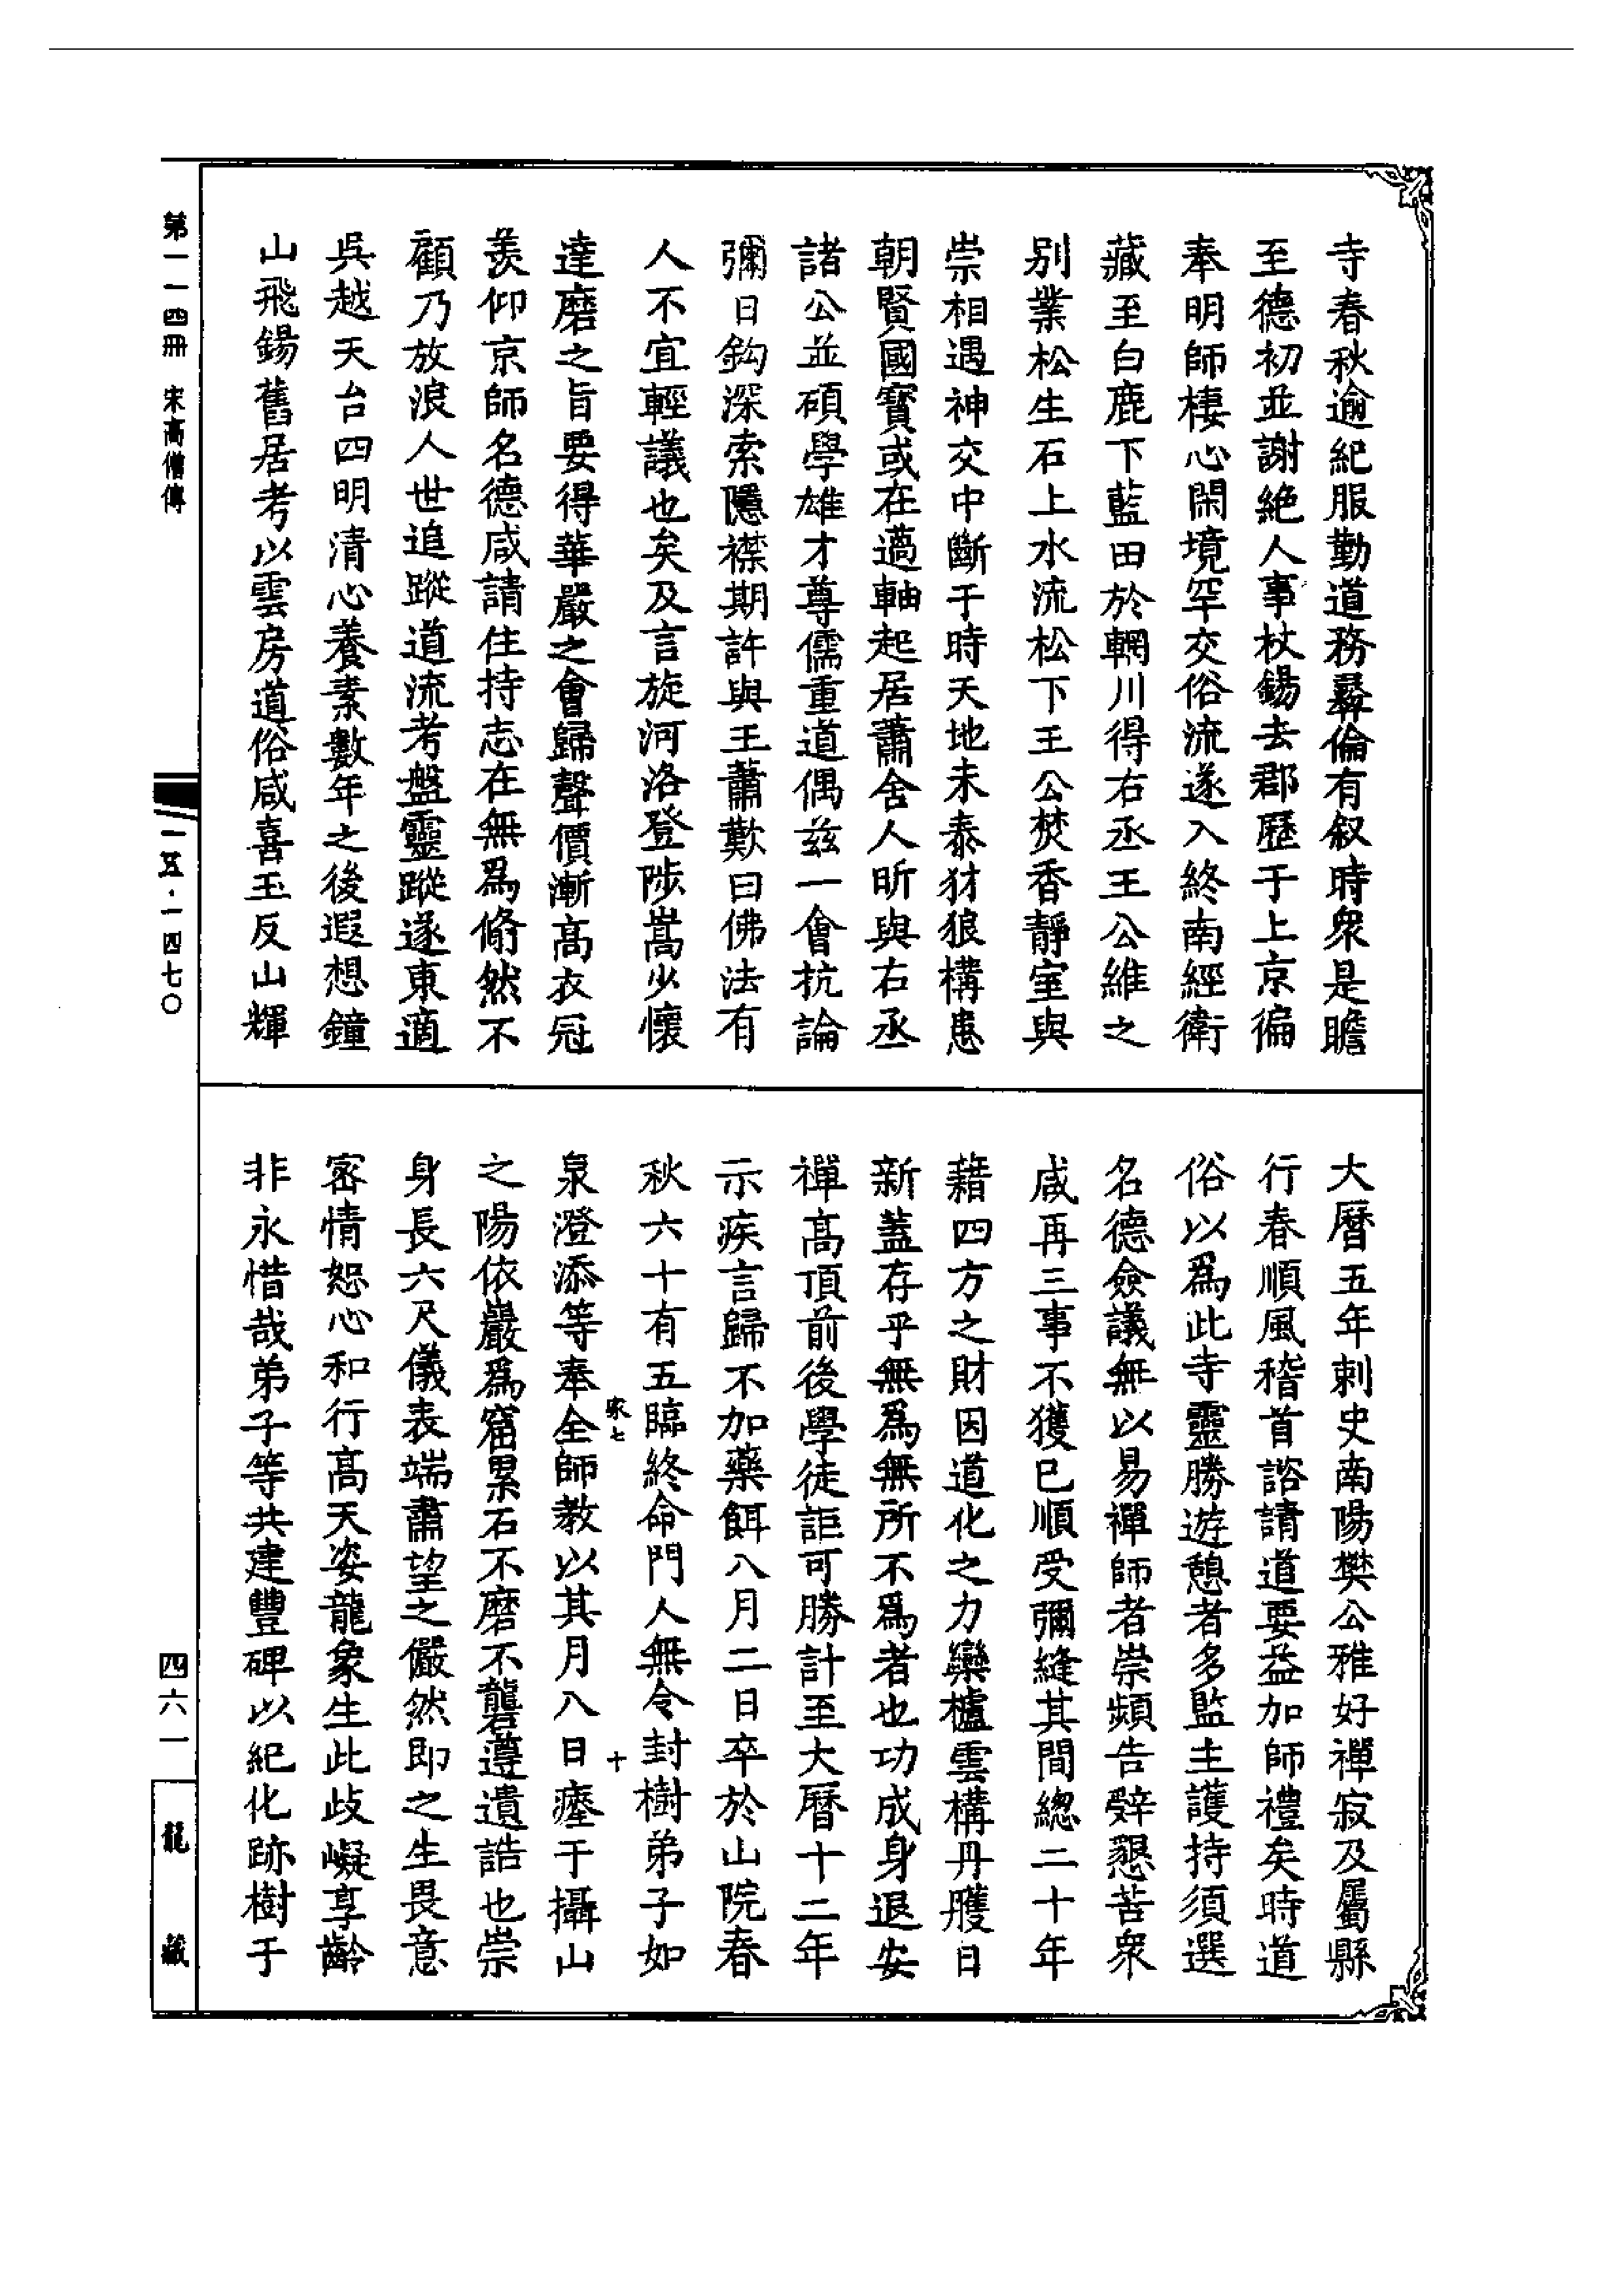 寺春秋逾紀服勤道務彝倫有叙時衆是瞻
至德初並謝絶人事杖錫去郡歷于上京徧
奉明師棲心閑境罕交俗流遂入終南經衛
藏至白鹿下藍田於輞川得右丞王公維之
別業松生石上水流松下王公焚香靜室與
崇相遇神交中斷于時天地未泰犲狼構患
朝賢國寶或在薖軸起居蕭舍人昕與右丞
諸公並碩學雄才尊儒重道偶兹一會抗論
彌日鈎深索隱襟期許與王蕭歎曰佛法有
人不宜輕議也矣及言旋河洛登陟嵩少懷
達磨之旨要得華嚴之會歸聲價漸高衣冠
羨仰京師名德咸請住持志在無爲翛然不
顧乃放浪人世追蹤道流考盤靈蹤遂東適
吳越天台四明清心養素數年之後遐想鐘
山飛錫舊居考以雲房道俗咸喜玉反山輝
大曆五年刺史南陽樊公雅好禪寂及屬縣
行春順風稽首諮請道要益加師禮矣時道
俗以爲此寺靈勝遊憩者多監主護持須選
名德僉議無以易禪師者崇頻告辤懇苦衆
咸再三事不獲已順受彌縫其間總二十年
藉四方之財因道化之力欒櫨雲構丹雘日
新蓋存乎無爲無所不爲者也功成身退安
禪高頂前後學徒詎可勝計至大曆十二年
示疾言歸不加藥餌八月二日卒於山院春
秋六十有五臨終命門人無令封樹弟子如
家七
十
泉澄添等奉全師教以其月八日瘞于攝山
之陽依巖爲窟累石不磨不礱遵遺誥也崇
身長六尺儀表端肅望之儼然即之生畏意
密情恕心和行高天姿龍象生此歧嶷享齡
非永惜哉弟子等共建豐碑以紀化跡樹于
第一一四冊 宋高僧傳
一五·一四七〇
四六一
龍藏